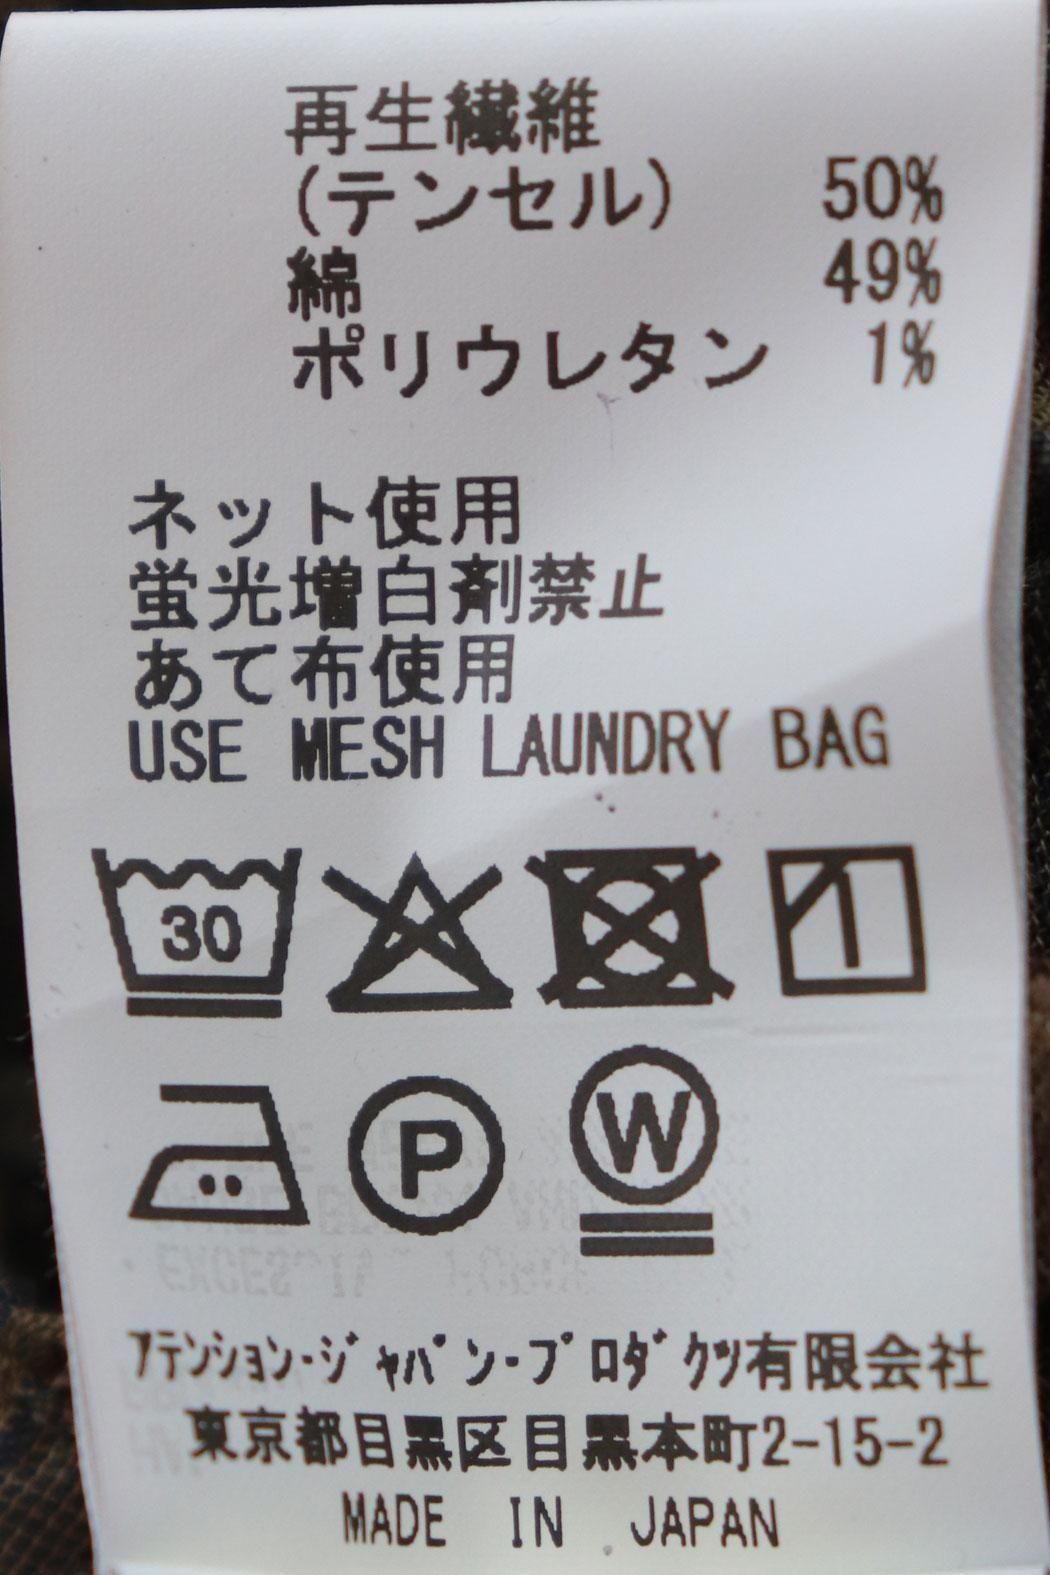 再生繊維
(テンセル) 50%
綿 49%
ポリウレタン 1%
ネット使用
蛍光増白剤禁止
あて布使用
USE MESH LAUNDRY BAG
30
P W
ｱﾃﾝｼｮﾝ･ｼﾞｬﾊﾟﾝ･ﾌﾟﾛﾀﾞｸﾂ有限会社
東京都目黒区目黒本町2-15-2
MADE IN JAPAN